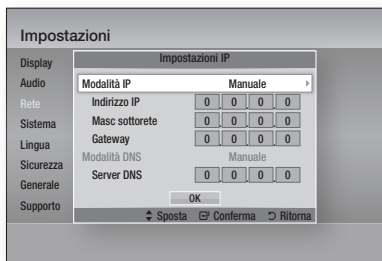 Impostazioni
Display
Audio
Rete
Sistema
Lingua
Sicurezza
Generale
Supporto
Impostazioni IP
Modalità IP Manuale
Indirizzo IP 0 . 0 . 0 . 0
Masc sottorete 0 . 0 . 0 . 0
Gateway 0 . 0 . 0 . 0
Modalità DNS Manuale
Server DNS 0 . 0 . 0 . 0
OK
Sposta Conferma Ritorna